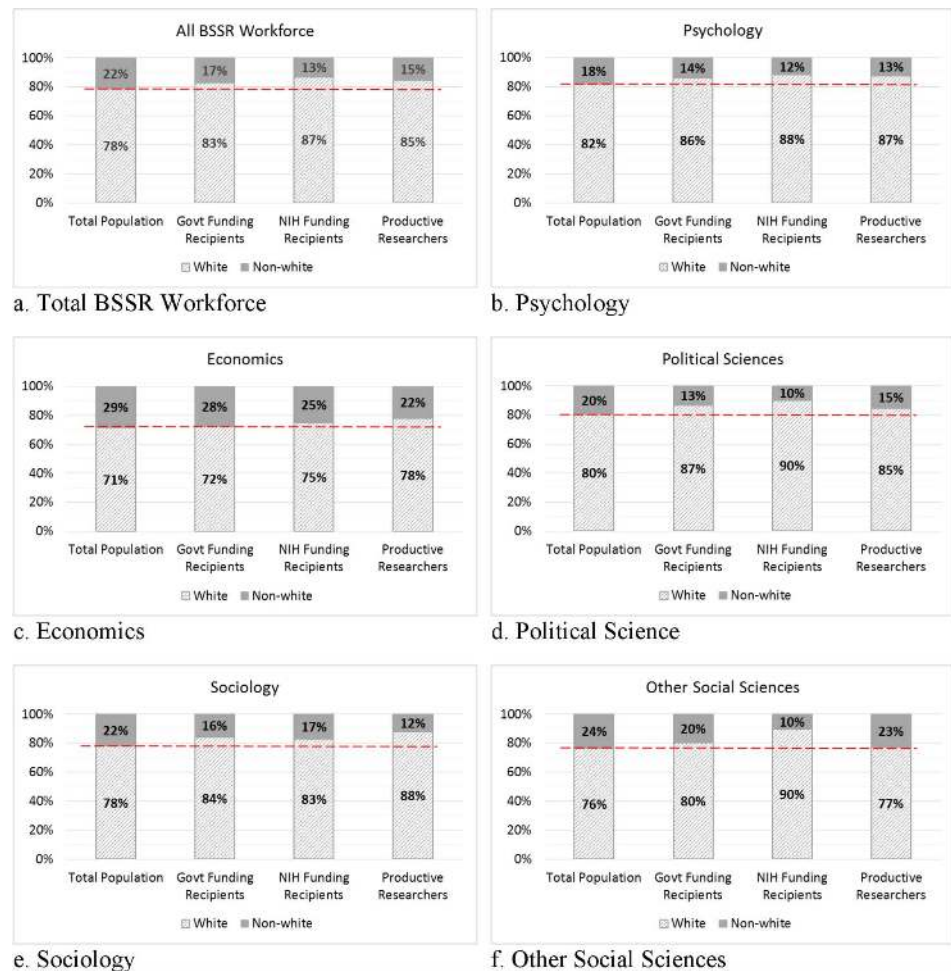 All BSSR Workforce
100%
80%
60%
40%
20%
0%
22%
17%
13%
15%
78%
83%
87%
85%
Total Population
Govt Funding
Recipients
NIH Funding
Recipients
Productive
Researchers
White
Non-white
a. Total BSSR Workforce
Psychology
100%
80%
60%
40%
20%
0%
18%
14%
12%
13%
82%
86%
88%
87%
Total Population
Govt Funding
Recipients
NIH Funding
Recipients
Productive
Researchers
White
Non-white
b. Psychology
Economics
100%
80%
60%
40%
20%
0%
29%
28%
25%
22%
71%
72%
75%
78%
Total Population
Govt Funding
Recipients
NIH Funding
Recipients
Productive
Researchers
White
Non-white
c. Economics
Political Sciences
100%
80%
60%
40%
20%
0%
20%
13%
10%
15%
80%
87%
90%
85%
Total Population
Govt Funding
Recipients
NIH Funding
Recipients
Productive
Researchers
White
Non-white
d. Political Science
Sociology
100%
80%
60%
40%
20%
0%
22%
16%
17%
12%
78%
84%
83%
88%
Total Population
Govt Funding
Recipients
NIH Funding
Recipients
Productive
Researchers
White
Non-white
e. Sociology
Other Social Sciences
100%
80%
60%
40%
20%
0%
24%
20%
10%
23%
76%
80%
90%
77%
Total Population
Govt Funding
Recipients
NIH Funding
Recipients
Productive
Researchers
White
Non-white
f. Other Social Sciences